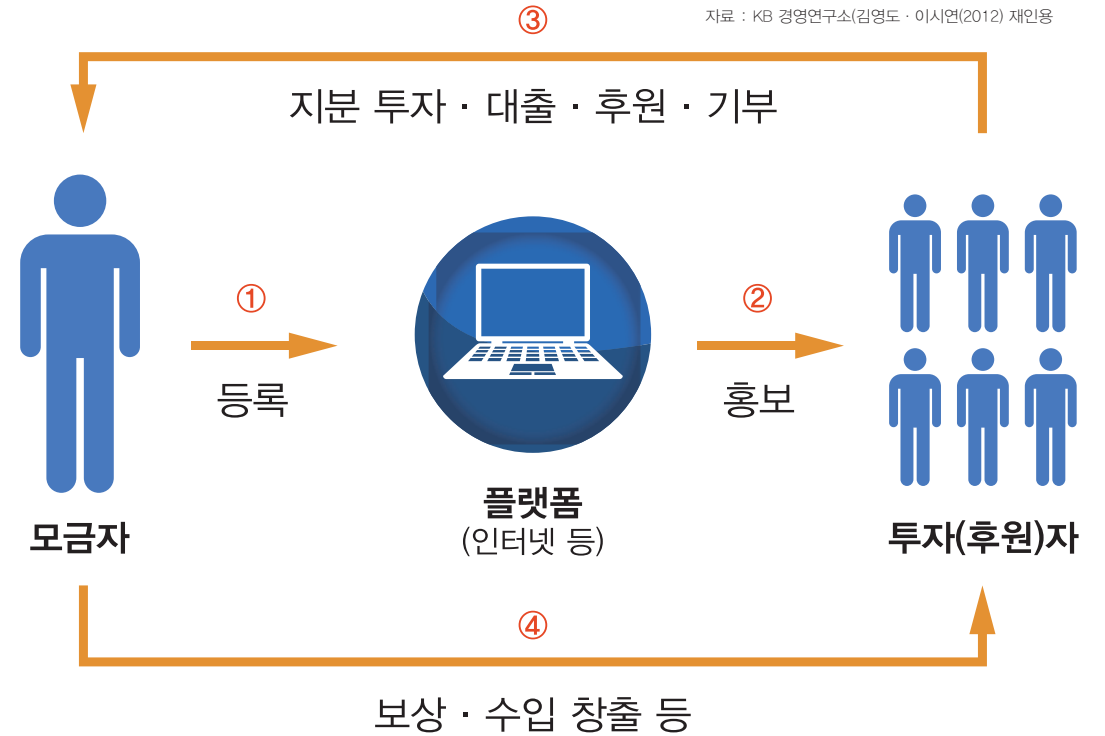 ③
자료 : KB 경영연구소(김영도 · 이시연(2012) 재인용
지분 투자 · 대출 · 후원 · 기부
①
②
등록
홍보
플랫폼
(인터넷 등)
모금자
투자(후원)자
④
보상 · 수입 창출 등